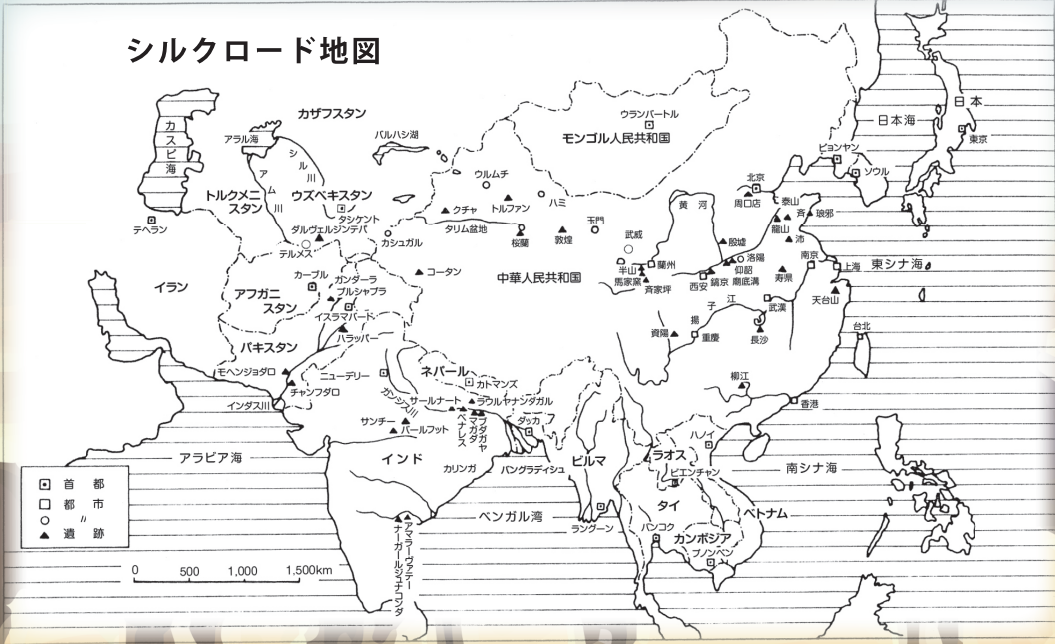 シルクロード地図
カザフスタン
カスピ海
アラル海
シル川
アム川
バルハシ湖
ウランバートル
モンゴル人民共和国
日本
日本海
東京
ピョンヤン
ソウル
トルクメニスタン
ウズベキスタン
タシケント
ダルヴェルジンテパ
テルメス
テヘラン
ウルムチ
クチャ
トルファン
ハミ
カシュガル
タリム盆地
桜蘭
敦煌
玉門
武威
黄河
北京
周口店
泰山
斉
琅邪
龍山
沛
殷墟
洛陽
仰韶
廟底溝
西安
鎬京
蘭州
半山
馬家窯
斉家坪
南京
上海
東シナ海
寿県
天台山
武漢
長沙
揚子江
重慶
資陽
台北
柳江
香港
コータン
中華人民共和国
イラン
アフガニスタン
カーブル
ガンダーラ
プルシャプラ
イスラマバード
ハラッパー
パキスタン
モヘンジョダロ
チャンフダロ
インダス川
ニューデリー
ネパール
カトマンズ
ガンジス川
サールナート
ラウルヤナンダガル
ベナレス
マガダ
ブダガヤ
ダッカ
サンチー
バールフット
インド
カリンガ
バングラディシュ
アラビア海
ベンガル湾
ビルマ
ラングーン
ハノイ
ラオス
ビエンチャン
タイ
バンコク
ベトナム
カンボジア
プノンペン
南シナ海
アマラーヴァテー
ナーガールジュナコンダ
首都
都市
〃
遺跡
0 500 1,000 1,500km